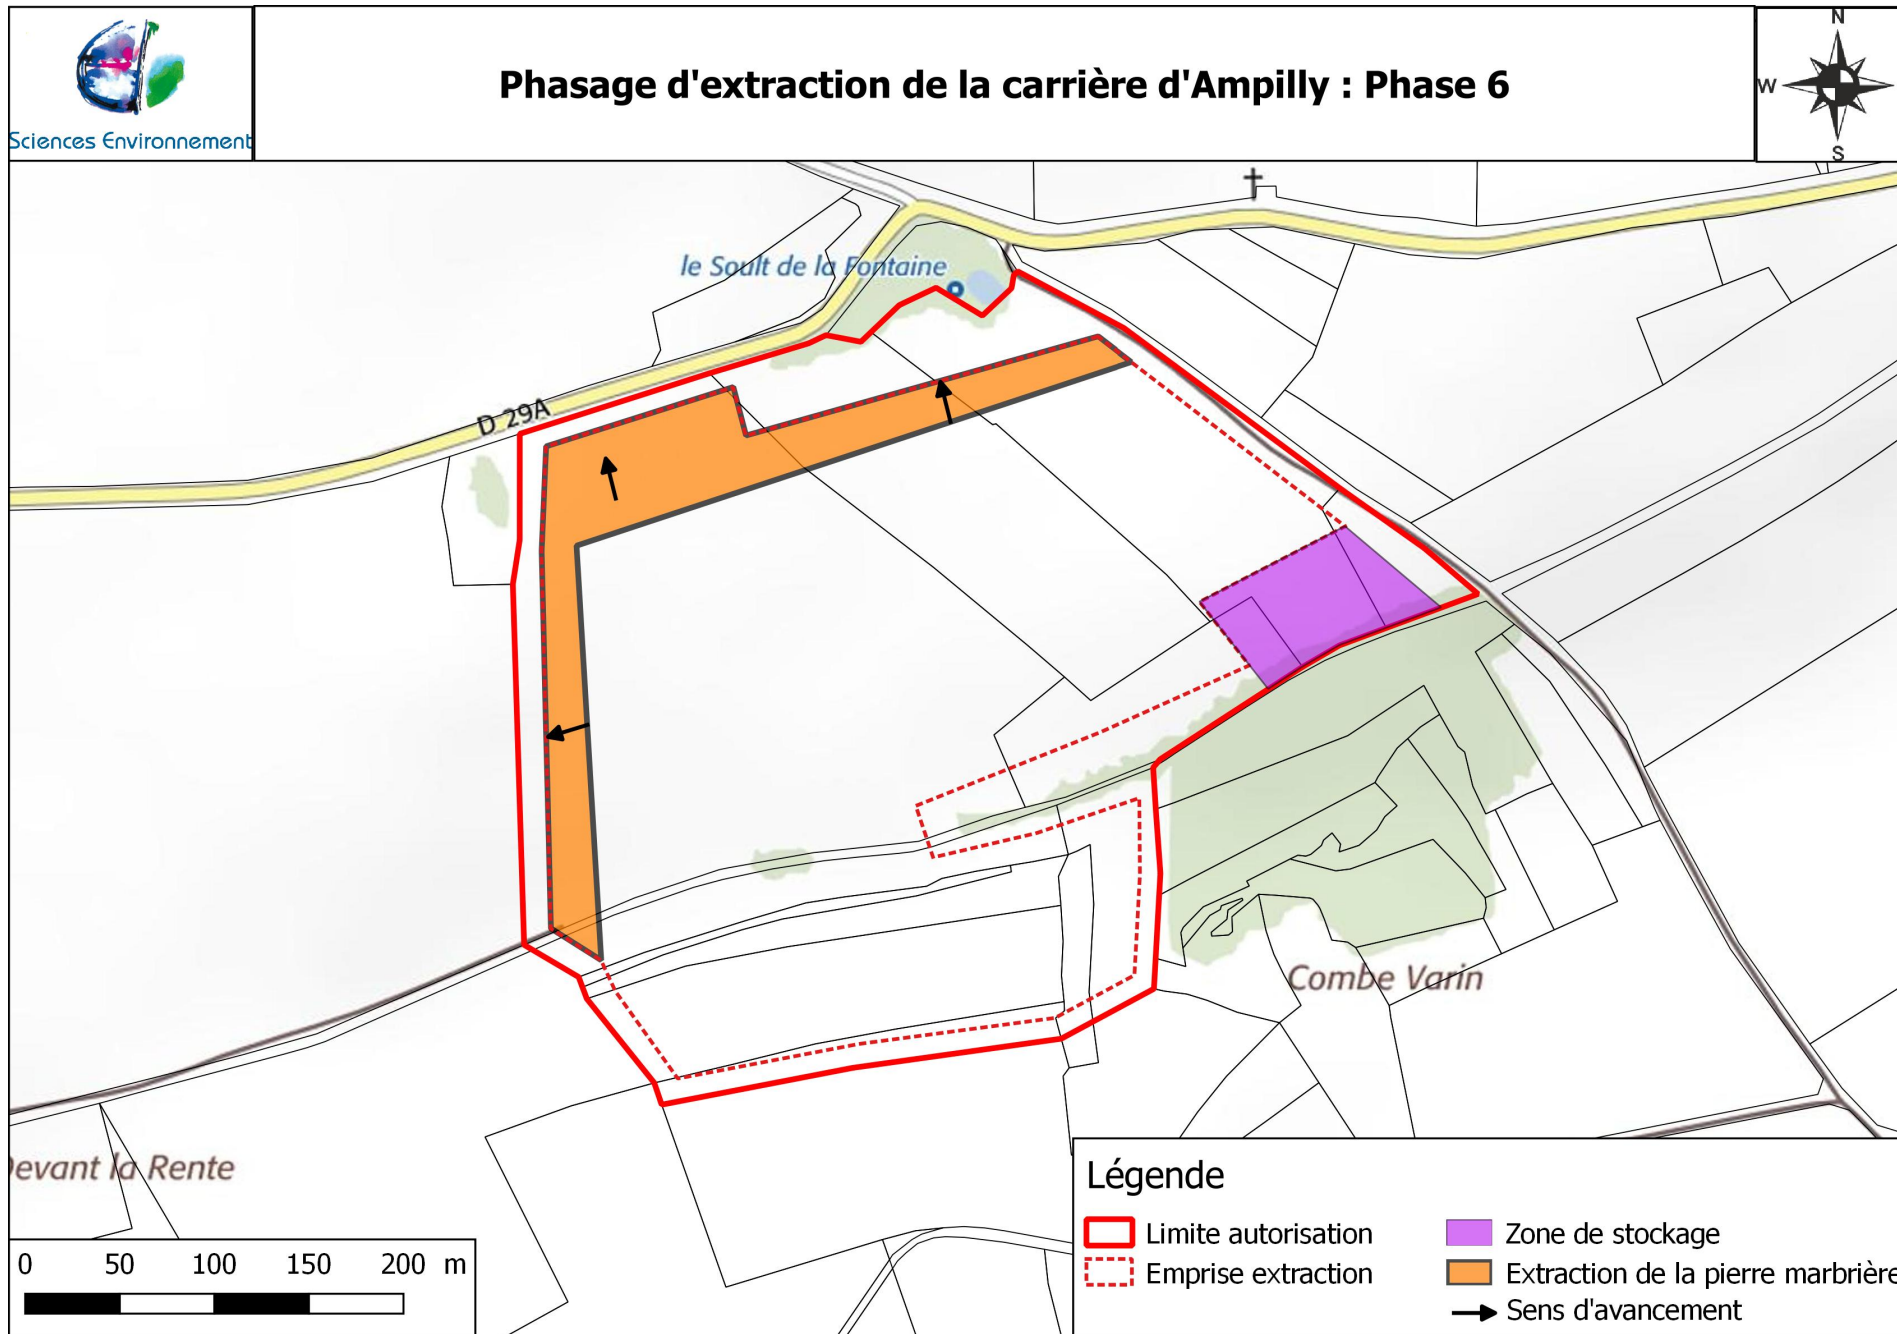 Sciences Environnement
Phasage d'extraction de la carrière d'Ampilly : Phase 6
N
W
S
le Soult de la Fontaine
D 29A
Combe Varin
Devant la Rente
Légende
Limite autorisation
Emprise extraction
Zone de stockage
Extraction de la pierre marbrière
Sens d'avancement
0 50 100 150 200 m